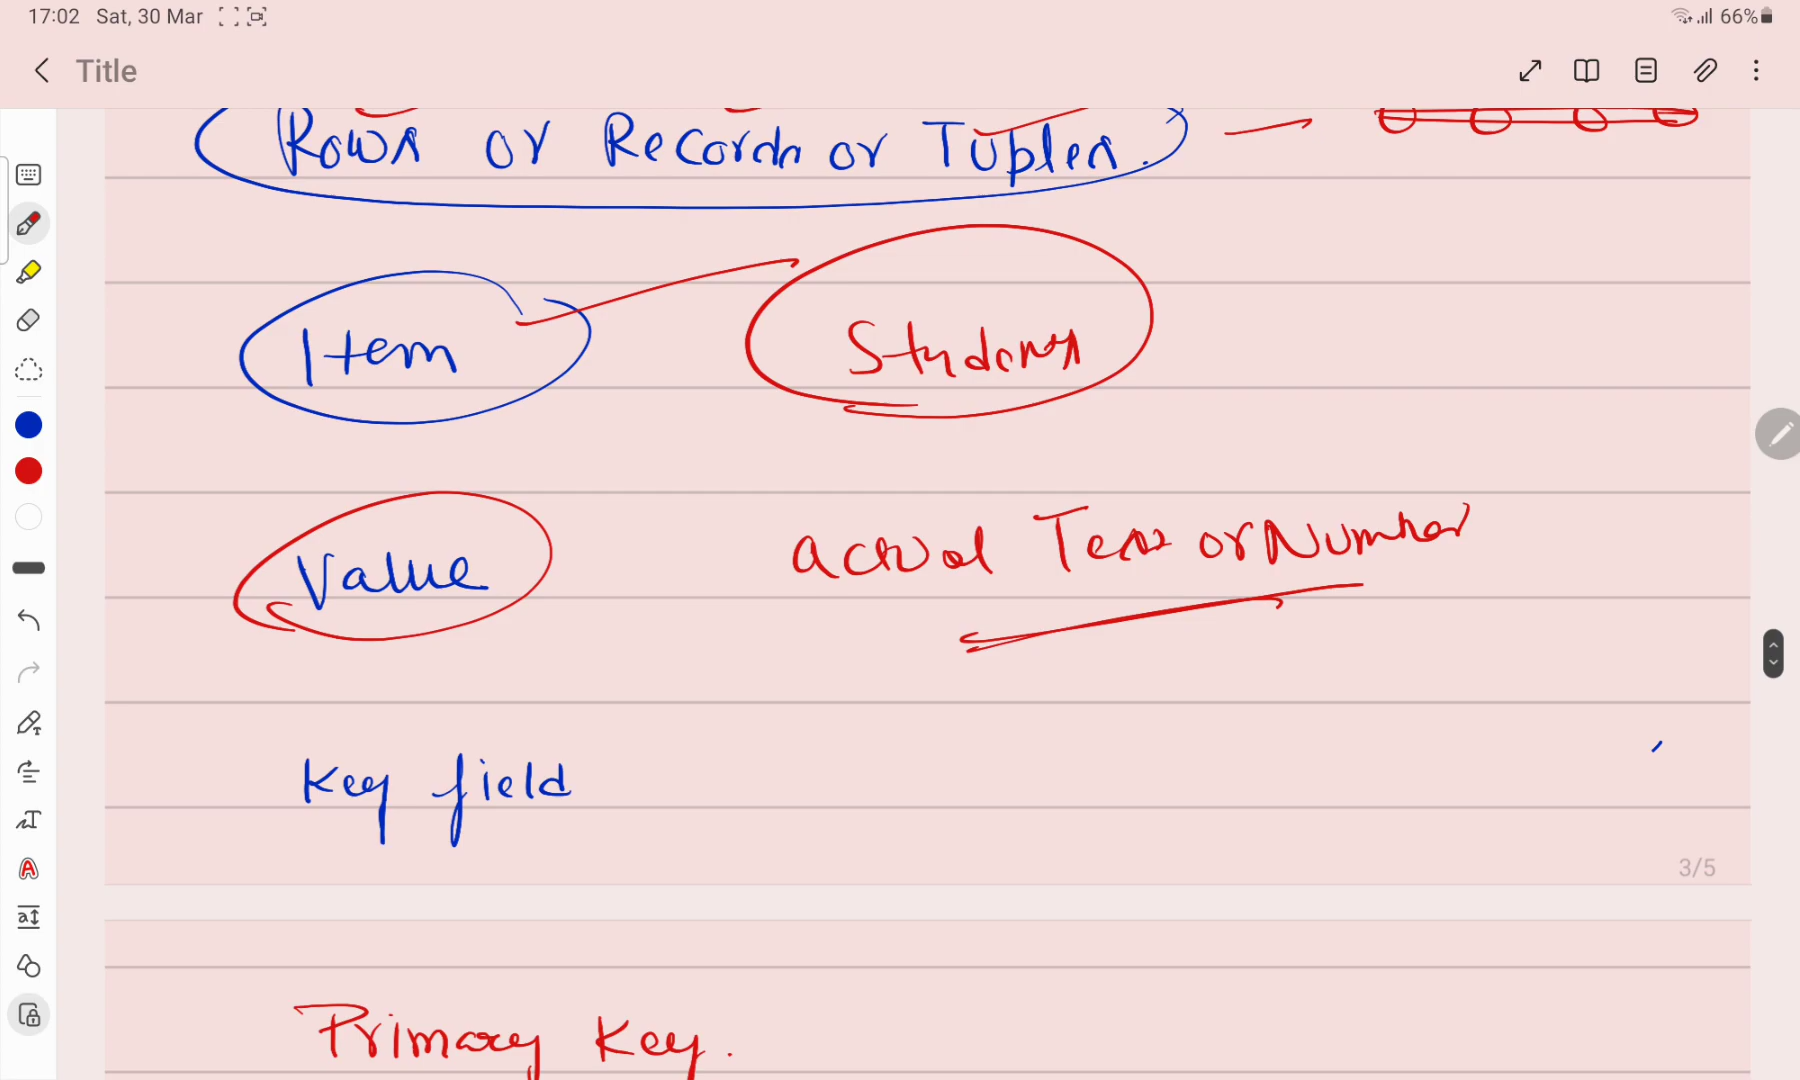 17:02 Sat, 30 Mar 66%
Title
Rows or Records or Tuples.
Item Students
Value actual Text or Number
Key field
3/5
Primary Key.